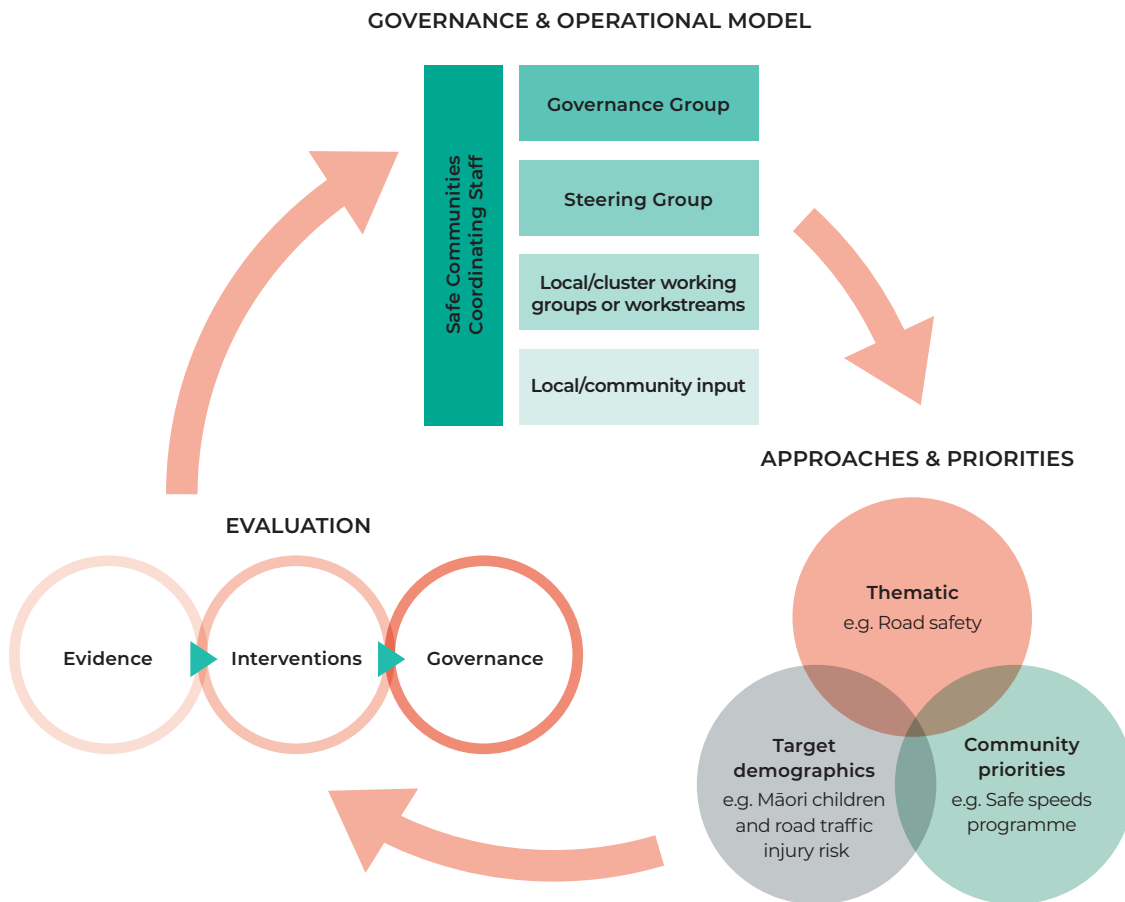 GOVERNANCE & OPERATIONAL MODEL
Safe Communities
Coordinating Staff
Governance Group
Steering Group
Local/cluster working
groups or workstreams
Local/community input
APPROACHES & PRIORITIES
Thematic
e.g. Road safety
Target
demographics
e.g. Māori children
and road traffic
injury risk
Community
priorities
e.g. Safe speeds
programme
EVALUATION
Evidence
Interventions
Governance